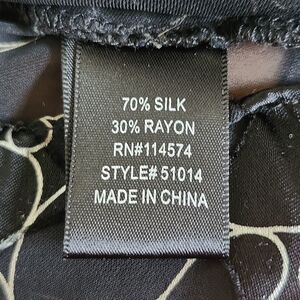 70% SILK
30% RAYON
RN#114574
STYLE# 51014
MADE IN CHINA